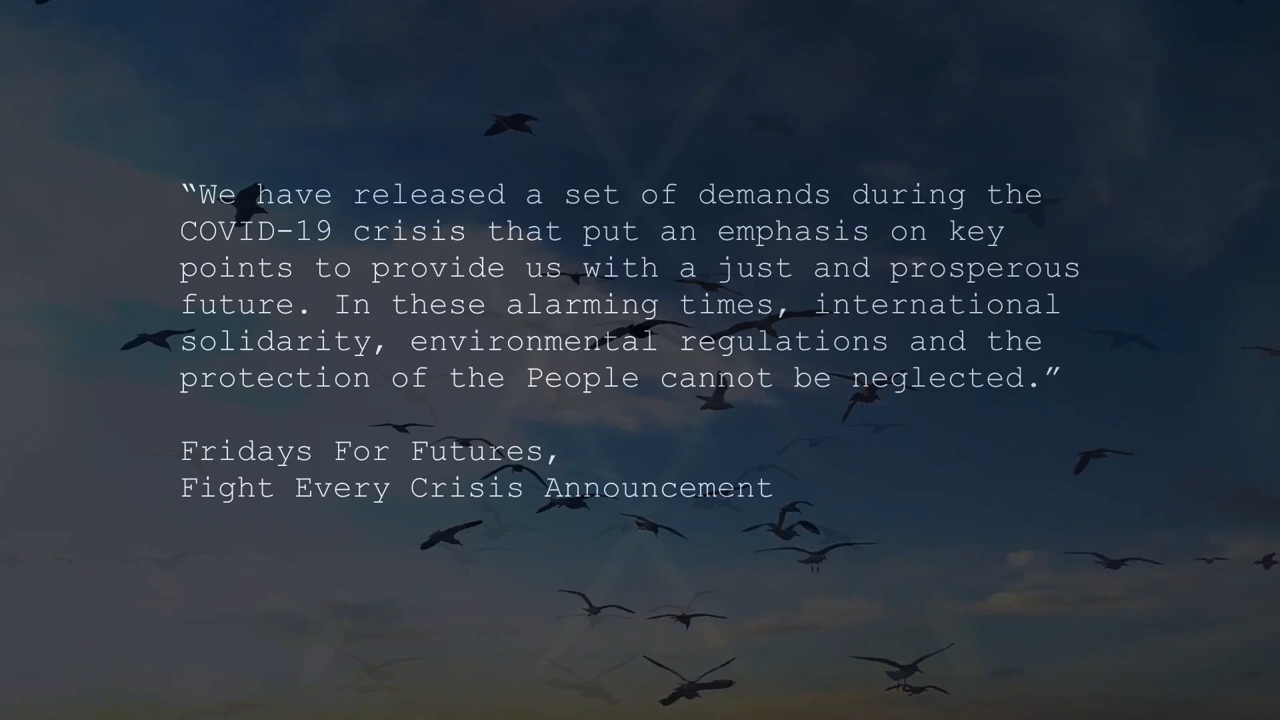 “We have released a set of demands during the
COVID-19 crisis that put an emphasis on key
points to provide us with a just and prosperous
future. In these alarming times, international
solidarity, environmental regulations and the
protection of the People cannot be neglected.”
Fridays For Futures,
Fight Every Crisis Announcement